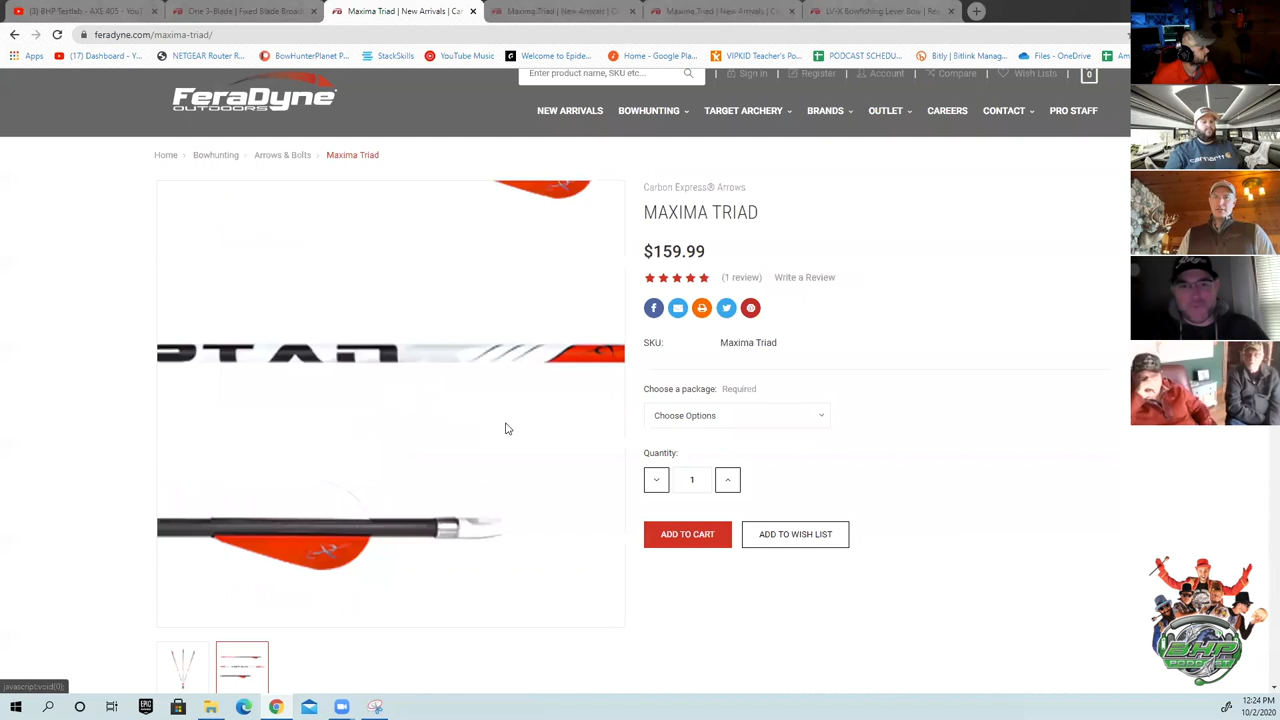 (3) BHP Testlab - AXE 405 - You
One 3-Blade | Fixed Blade Broad
Maxima Triad | New Arrivals | Ca
Maxima Triad | New Arrivals | C
Maxima Triad | New Arrivals | C
LV-X Bowfishing Lever Bow | Re
feradyne.com/maxima-triad/
Apps
(17) Dashboard - Y...
NETGEAR Router R...
BowHunterPlanet P...
StackSkills
YouTube Music
Welcome to Epide...
Home - Google Pla...
VIPKID Teacher's Po...
PODCAST SCHEDU...
Bitly | Bitlink Manag...
Files - OneDrive
Am
FERADYNE
OUTDOORS
Enter product name, SKU etc...
Sign in
Register
Account
Compare
Wish Lists
0
NEW ARRIVALS
BOWHUNTING
TARGET ARCHERY
BRANDS
OUTLET
CAREERS
CONTACT
PRO STAFF
Home
Bowhunting
Arrows & Bolts
Maxima Triad
Carbon Express® Arrows
MAXIMA TRIAD
$159.99
(1 review)
Write a Review
SKU:
Maxima Triad
Choose a package: Required
Choose Options
Quantity:
1
ADD TO CART
ADD TO WISH LIST
carhartt
BHP
PODCAST
javascript:void(0);
12:24 PM
10/2/2020